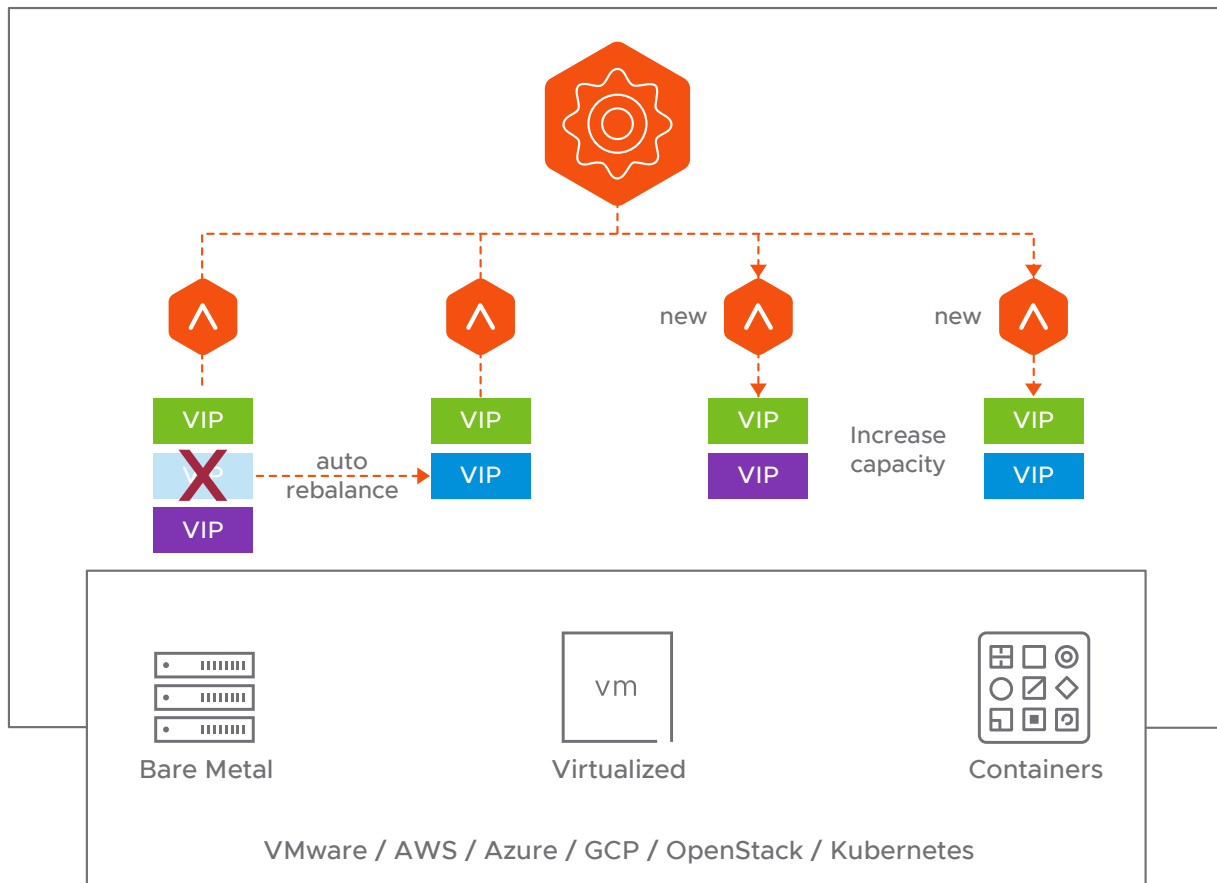 new
new
VIP
VIP
VIP
VIP
VIP
auto
rebalance
VIP
Increase
capacity
VIP
VIP
VIP
vm
Bare Metal
Virtualized
Containers
VMware / AWS / Azure / GCP / OpenStack / Kubernetes